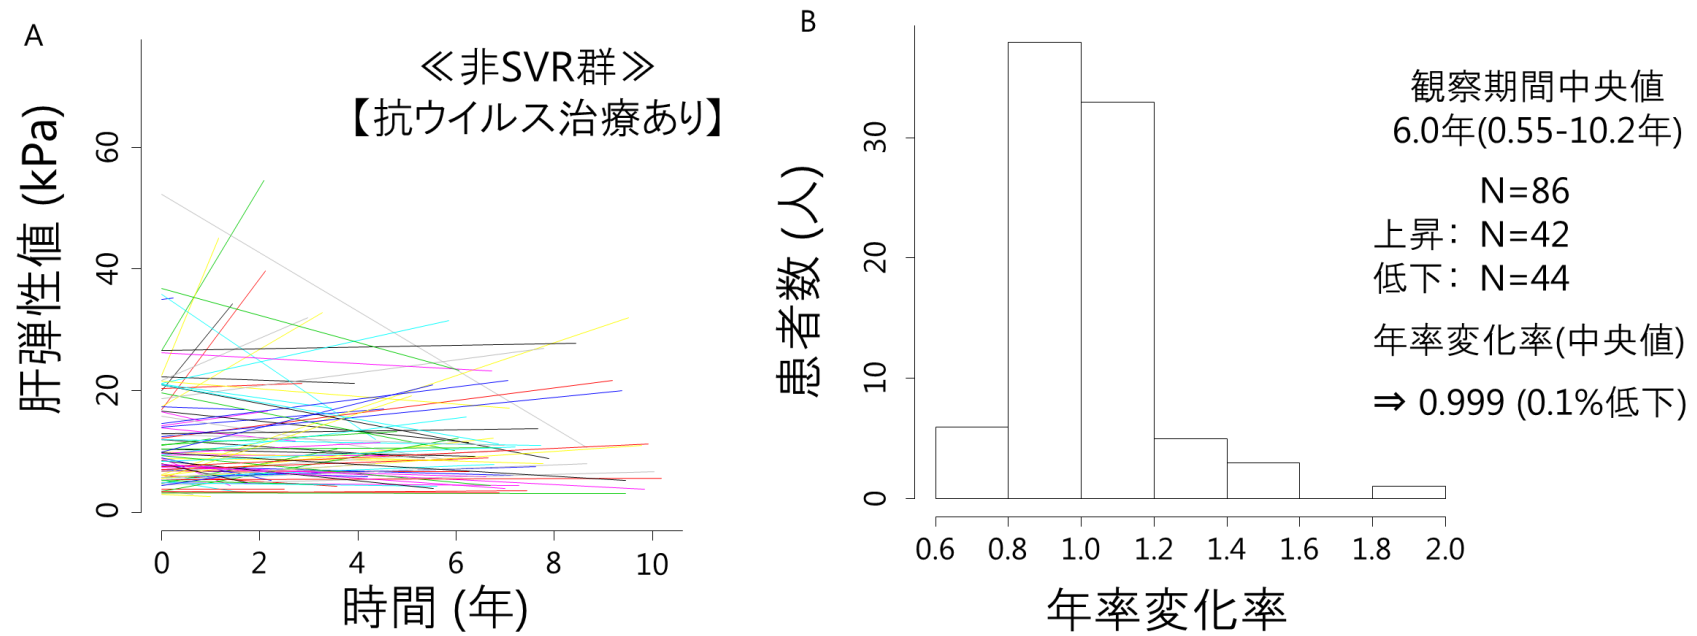 A
≪非SVR群≫
【抗ウイルス治療あり】
肝弾性値 (kPa)
60
40
20
0
0 2 4 6 8 10
時間 (年)
B
患者数 (人)
30
20
10
0
0.6 0.8 1.0 1.2 1.4 1.6 1.8 2.0
年率変化率
観察期間中央値
6.0年(0.55-10.2年)
N=86
上昇： N=42
低下： N=44
年率変化率(中央値)
⇒ 0.999 (0.1%低下)